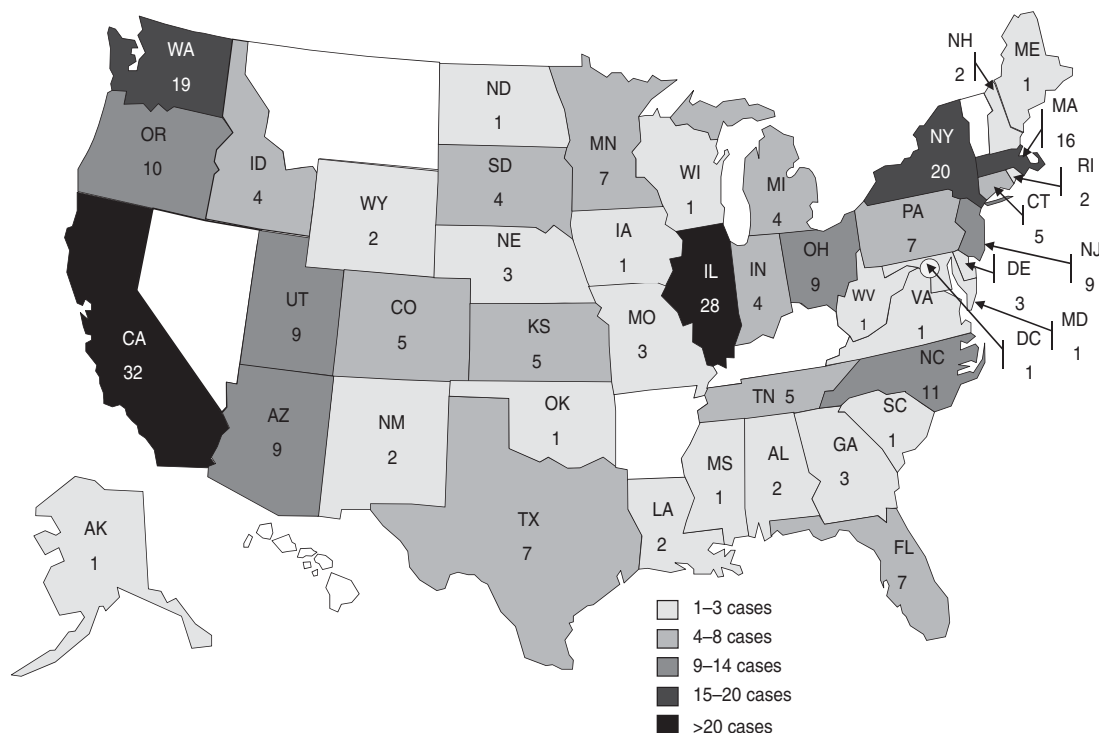 WA
19
OR
10
CA
32
ID
4
UT
9
AZ
9
WY
2
CO
5
NM
2
ND
1
SD
4
NE
3
KS
5
OK
1
TX
7
MN
7
IA
1
MO
3
LA
2
WI
1
IL
28
MS
1
MI
4
IN
4
TN 5
AL
2
OH
9
WV
1
GA
3
FL
7
SC
1
NC
11
VA
1
PA
7
NY
20
NH
2
ME
1
MA
16
RI
2
CT
5
NJ
9
DE
3
MD
1
DC
1
AK
1
1–3 cases
4–8 cases
9–14 cases
15–20 cases
>20 cases